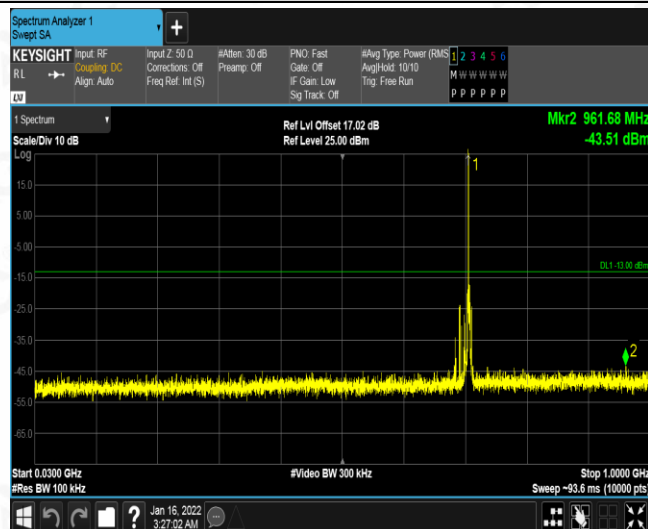 Spectrum Analyzer 1
Swept SA
+
KEYSIGHT
RL
LXI
Input: RF
Coupling: DC
Align: Auto
Input Z: 50 Ω
Corrections: Off
Freq Ref: Int (S)
#Atten: 30 dB
Preamp: Off
PNO: Fast
Gate: Off
IF Gain: Low
Sig Track: Off
#Avg Type: Power (RMS
Avg|Hold: 10/10
Trig: Free Run
1 2 3 4 5 6
M W W W W W
P P P P P P
1 Spectrum
Scale/Div 10 dB
Ref Lvl Offset 17.02 dB
Ref Level 25.00 dBm
Mkr2 961.68 MHz
-43.51 dBm
Log
15.0
5.00
-5.00
-15.0
-25.0
-35.0
-45.0
-55.0
-65.0
1
DL1 -13.00 dBm
2
Start 0.0300 GHz
#Res BW 100 kHz
#Video BW 300 kHz
Stop 1.0000 GHz
Sweep ~93.6 ms (10000 pts)
?
Jan 16, 2022
3:27:02 AM